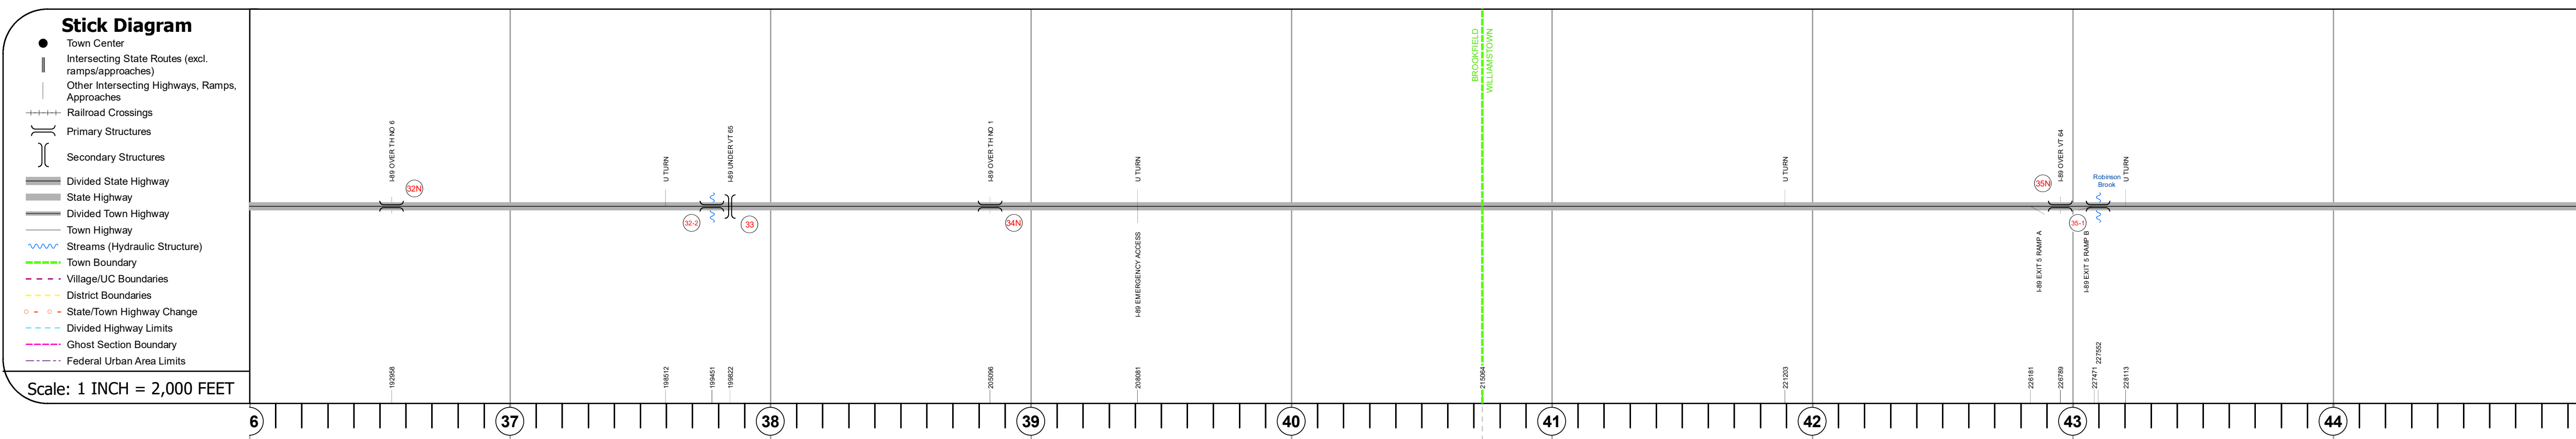 Stick Diagram
Town Center
Intersecting State Routes (excl.
ramps/approaches)
Other Intersecting Highways, Ramps,
Approaches
Railroad Crossings
Primary Structures
Secondary Structures
Divided State Highway
State Highway
Divided Town Highway
Town Highway
Streams (Hydraulic Structure)
Town Boundary
Village/UC Boundaries
District Boundaries
State/Town Highway Change
Divided Highway Limits
Ghost Section Boundary
Federal Urban Area Limits
Scale: 1 INCH = 2,000 FEET
BROOKFIELD
WILLIAMSTOWN
I-89 OVER TH NO 6
32N
U TURN
32-2
I-89 UNDER VT 65
33
I-89 OVER TH NO 1
34N
U TURN
I-89 EMERGENCY ACCESS
U TURN
35N
I-89 OVER VT 64
I-89 EXIT 5 RAMP A
35-1
I-89 EXIT 5 RAMP B
Robinson
Brook
U TURN
192958
198512
199451
199822
205096
208081
215064
221203
226181
226789
227471
227552
228113
6
37
38
39
40
41
42
43
44